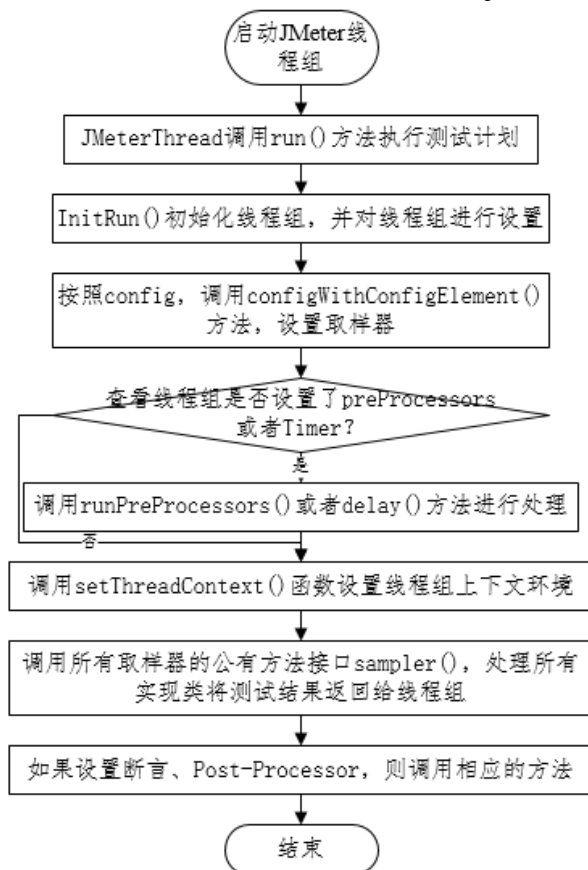 启动JMeter线
程组
JMeterThread调用run()方法执行测试计划
InitRun()初始化线程组，并对线程组进行设置
按照config，调用configWithConfigElement()
方法，设置取样器
查看线程组是否设置了preProcessors
或者Timer？
是
调用runPreProcessors()或者delay()方法进行处理
否
调用setThreadContext()函数设置线程组上下文环境
调用所有取样器的公有方法接口sampler()，处理所有
实现类将测试结果返回给线程组
如果设置断言、Post-Processor，则调用相应的方法
结束